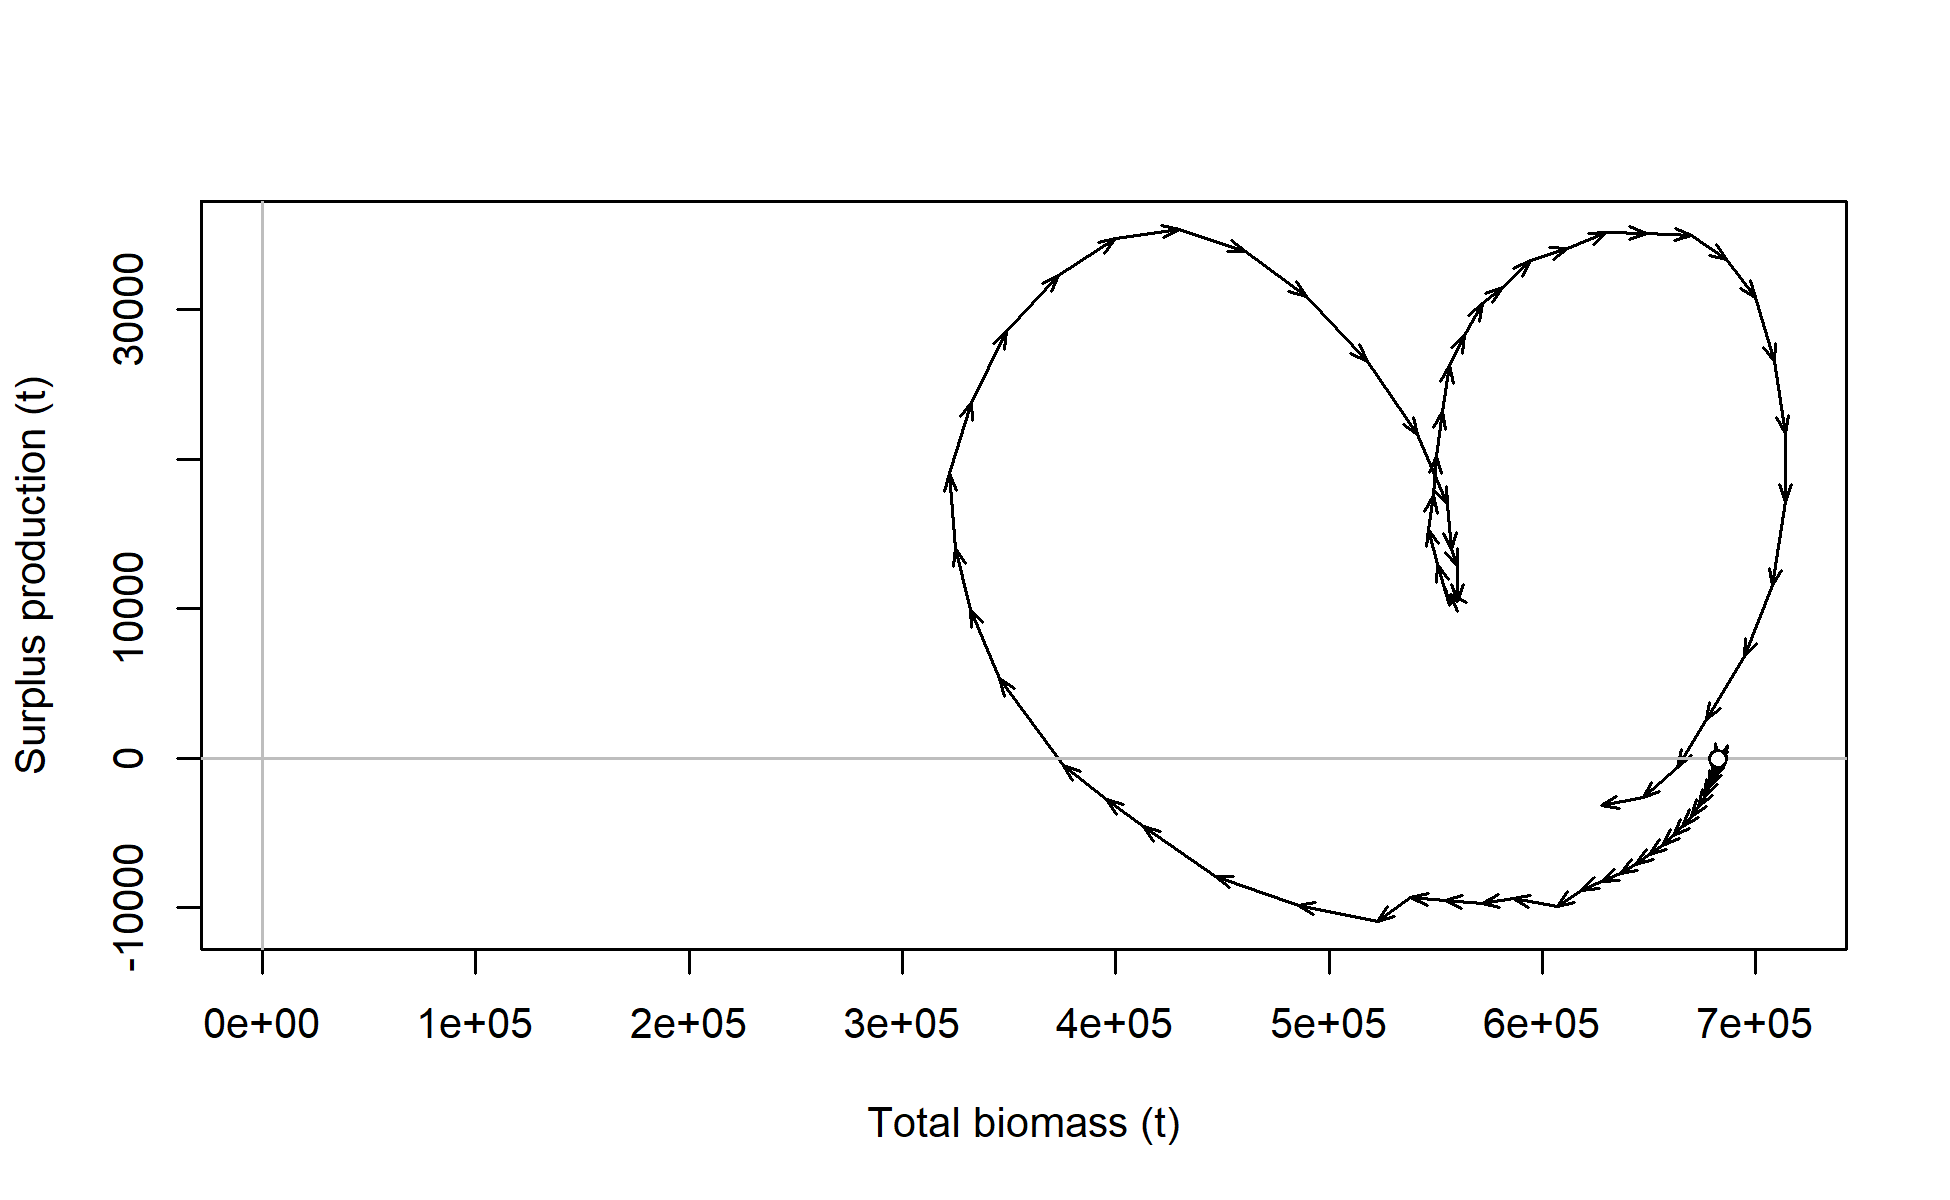 Surplus production (t)
30000
10000
0
-10000
0e+00 1e+05 2e+05 3e+05 4e+05 5e+05 6e+05 7e+05
Total biomass (t)